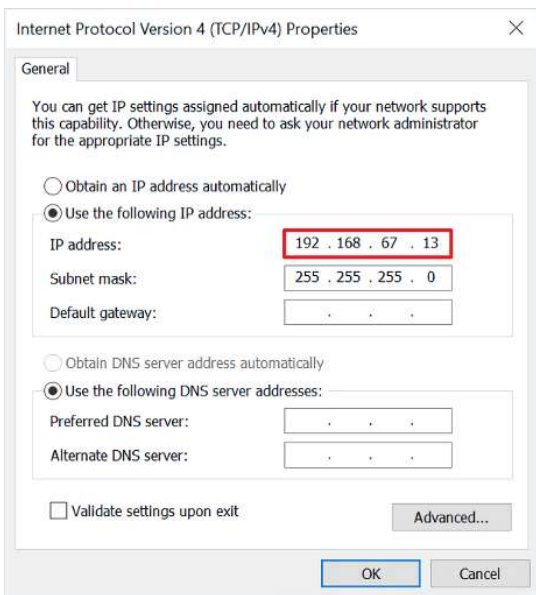 Internet Protocol Version 4 (TCP/IPv4) Properties
General
You can get IP settings assigned automatically if your network supports
this capability. Otherwise, you need to ask your network administrator
for the appropriate IP settings.
Obtain an IP address automatically
Use the following IP address:
IP address: 192 . 168 . 67 . 13
Subnet mask: 255 . 255 . 255 . 0
Default gateway: . . .
Obtain DNS server address automatically
Use the following DNS server addresses:
Preferred DNS server: . . .
Alternate DNS server: . . .
Validate settings upon exit
Advanced...
OK Cancel